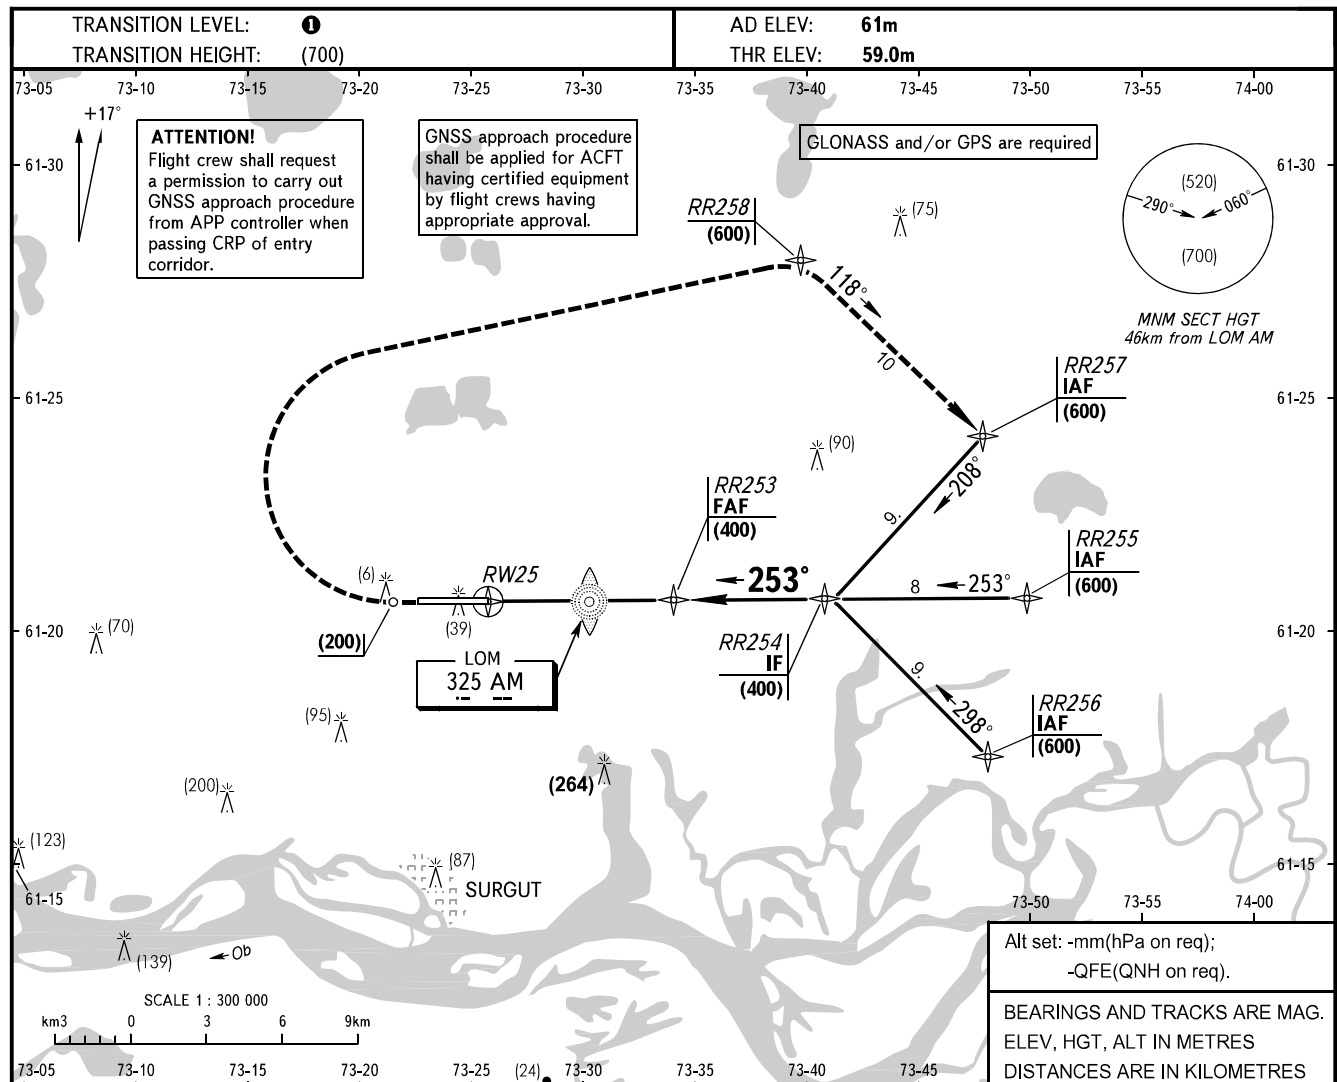 TRANSITION LEVEL: ❶
TRANSITION HEIGHT: (700)
AD ELEV: 61m
THR ELEV: 59.0m
73-05 73-10 73-15 73-20 73-25 73-30 73-35 73-40 73-45 73-50 73-55 74-00
+17°
ATTENTION!
Flight crew shall request
a permission to carry out
GNSS approach procedure
from APP controller when
passing CRP of entry
corridor.
GNSS approach procedure
shall be applied for ACFT
having certified equipment
by flight crews having
appropriate approval.
GLONASS and/or GPS are required
61-30 61-30
(520)
290° 060°
(700)
MNM SECT HGT
46km from LOM AM
RR258
(600)
(75)
118°
10
RR257
IAF
(600)
61-25 61-25
(90)
208°
9.
RR253
FAF
(400)
RR255
IAF
(600)
(6)
RW25
253°
8 253°
(39)
(200)
61-20 61-20
(70)
LOM
325 AM
RR254
IF
(400)
9.
298°
RR256
IAF
(600)
(95)
(264)
(200)
(123)
(87)
SURGUT
61-15 61-15
73-50 73-55 74-00
(139)
Ob
Alt set: -mm(hPa on req);
-QFE(QNH on req).
SCALE 1 : 300 000
km3 0 3 6 9km
BEARINGS AND TRACKS ARE MAG.
ELEV, HGT, ALT IN METRES
DISTANCES ARE IN KILOMETRES
73-05 73-10 73-15 73-20 73-25 (24) 73-30 73-35 73-40 73-45